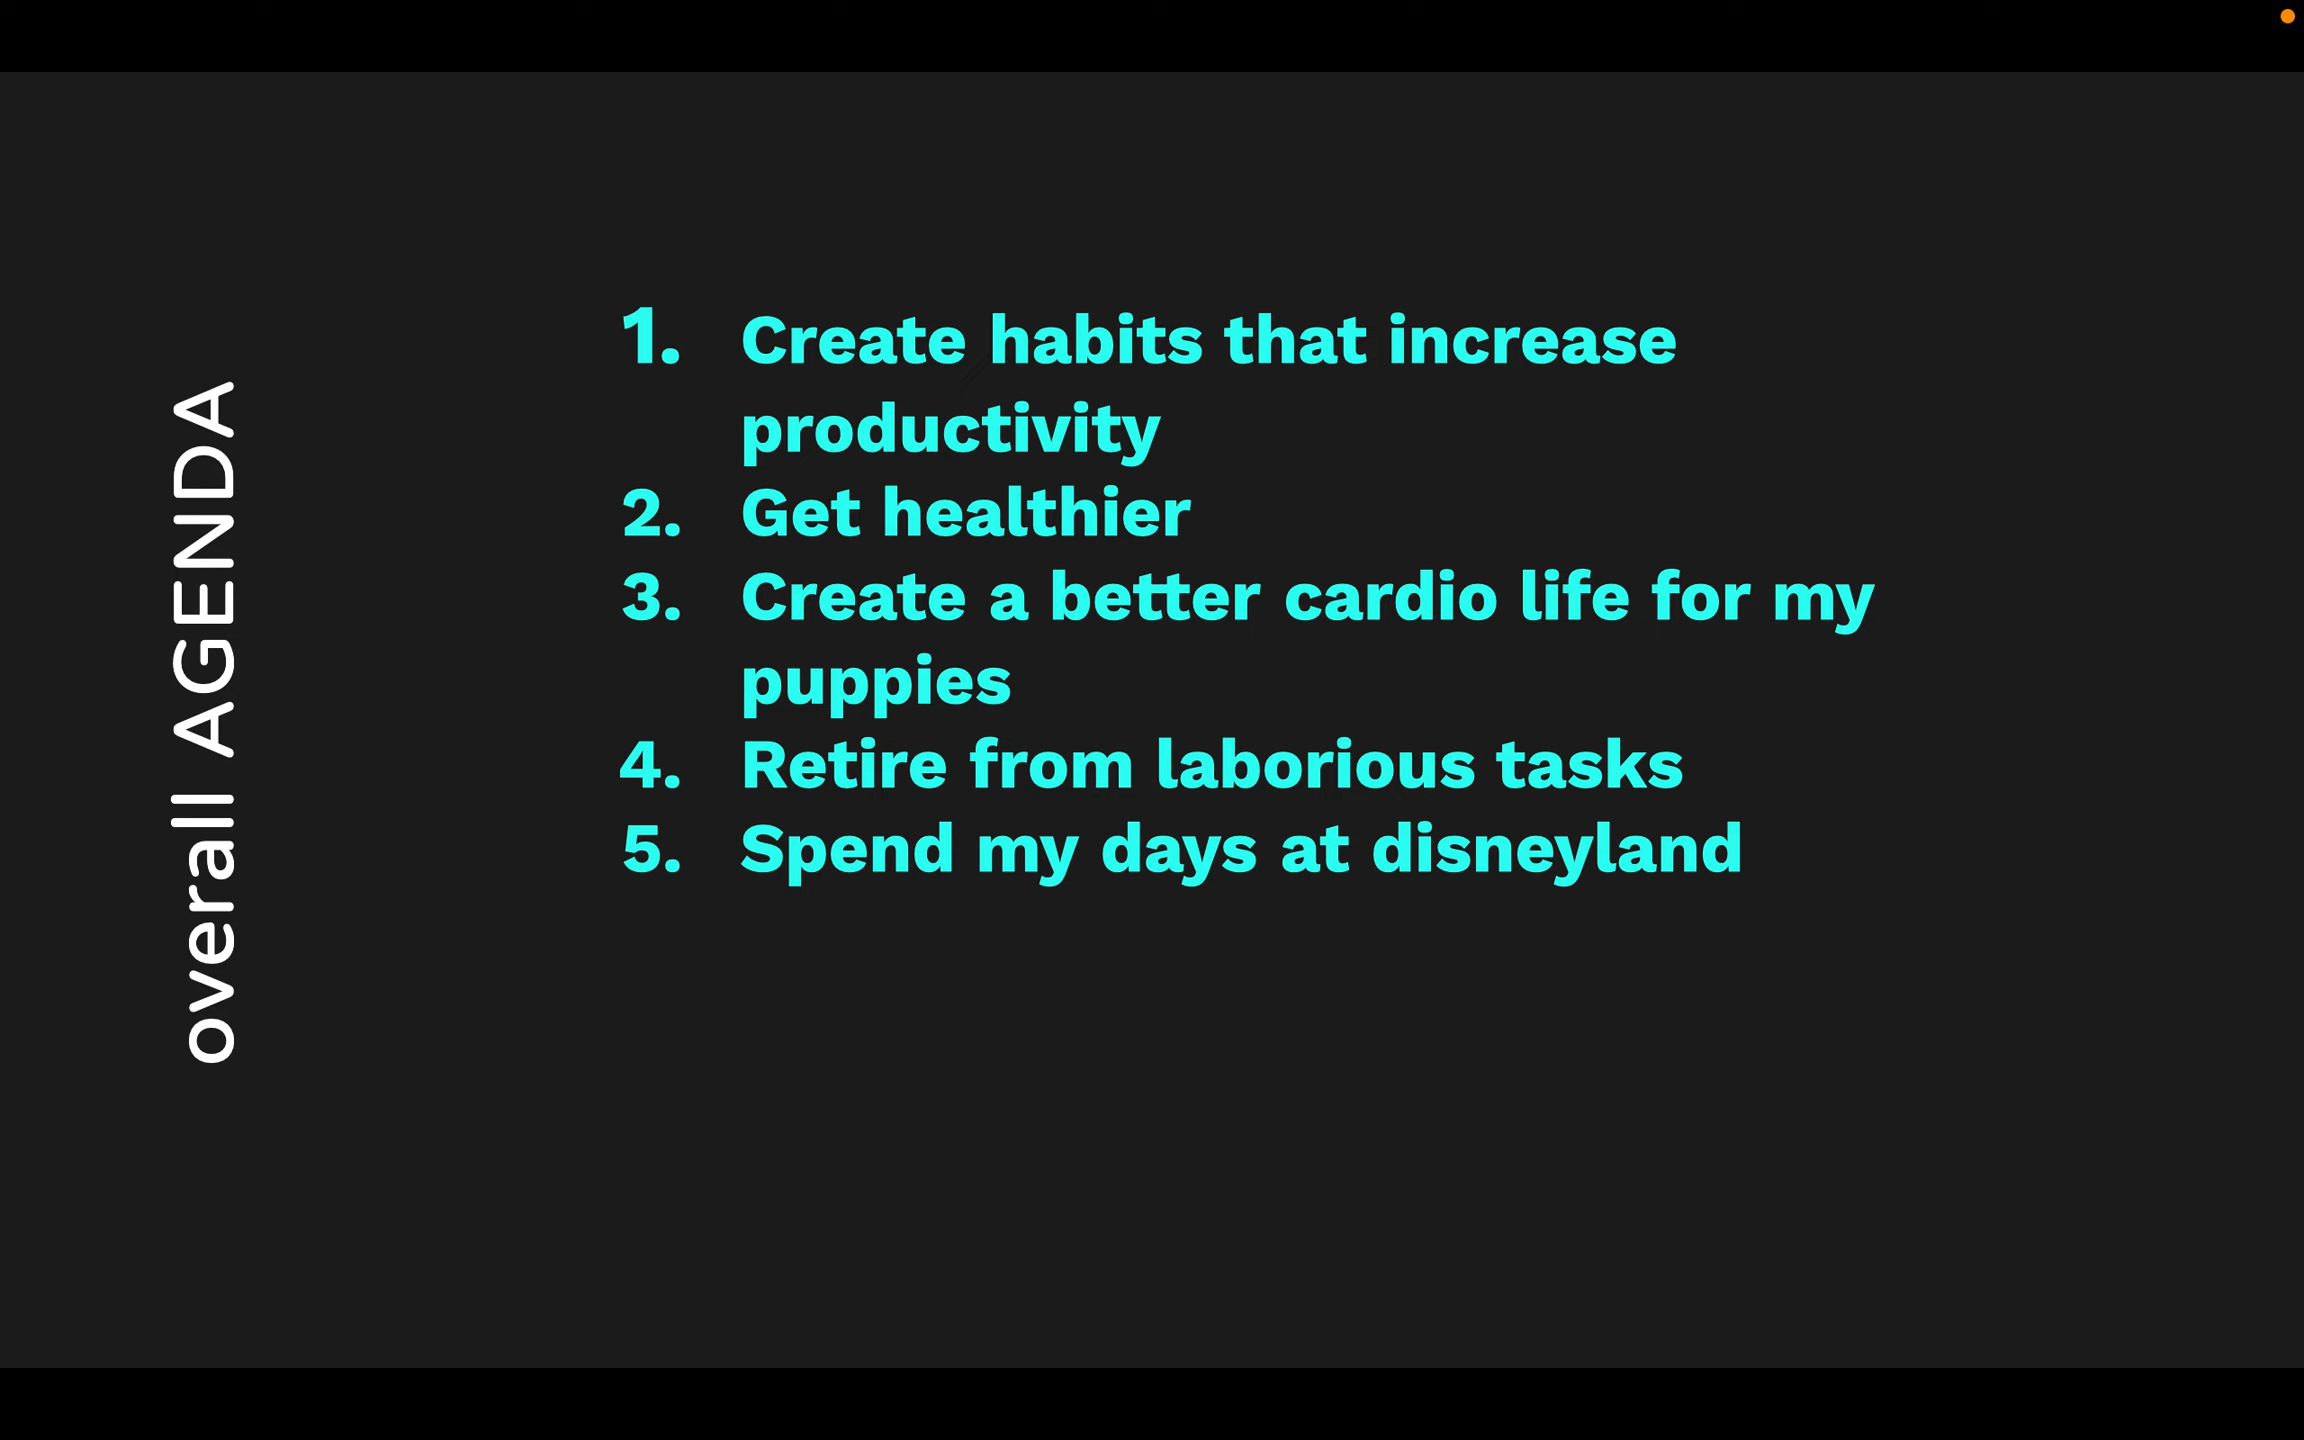 overall AGENDA
1. Create habits that increase
productivity
2. Get healthier
3. Create a better cardio life for my
puppies
4. Retire from laborious tasks
5. Spend my days at disneyland